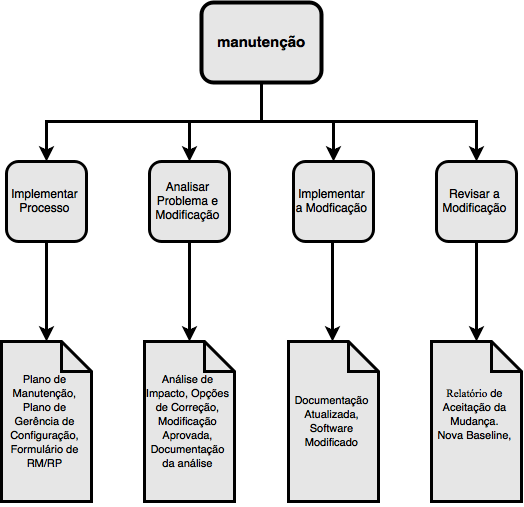 manutenção
Implementar
Processo
Analisar
Problema e
Modificação
Implementar
a Modficação
Revisar a
Modificação
Plano de
Manutenção,
Plano de
Gerência de
Configuração,
Formulário de
RM/RP
Análise de
Impacto, Opções
de Correção,
Modificação
Aprovada,
Documentação
da análise
Documentação
Atualizada,
Software
Modificado
Relatório de
Aceitação da
Mudança.
Nova Baseline,